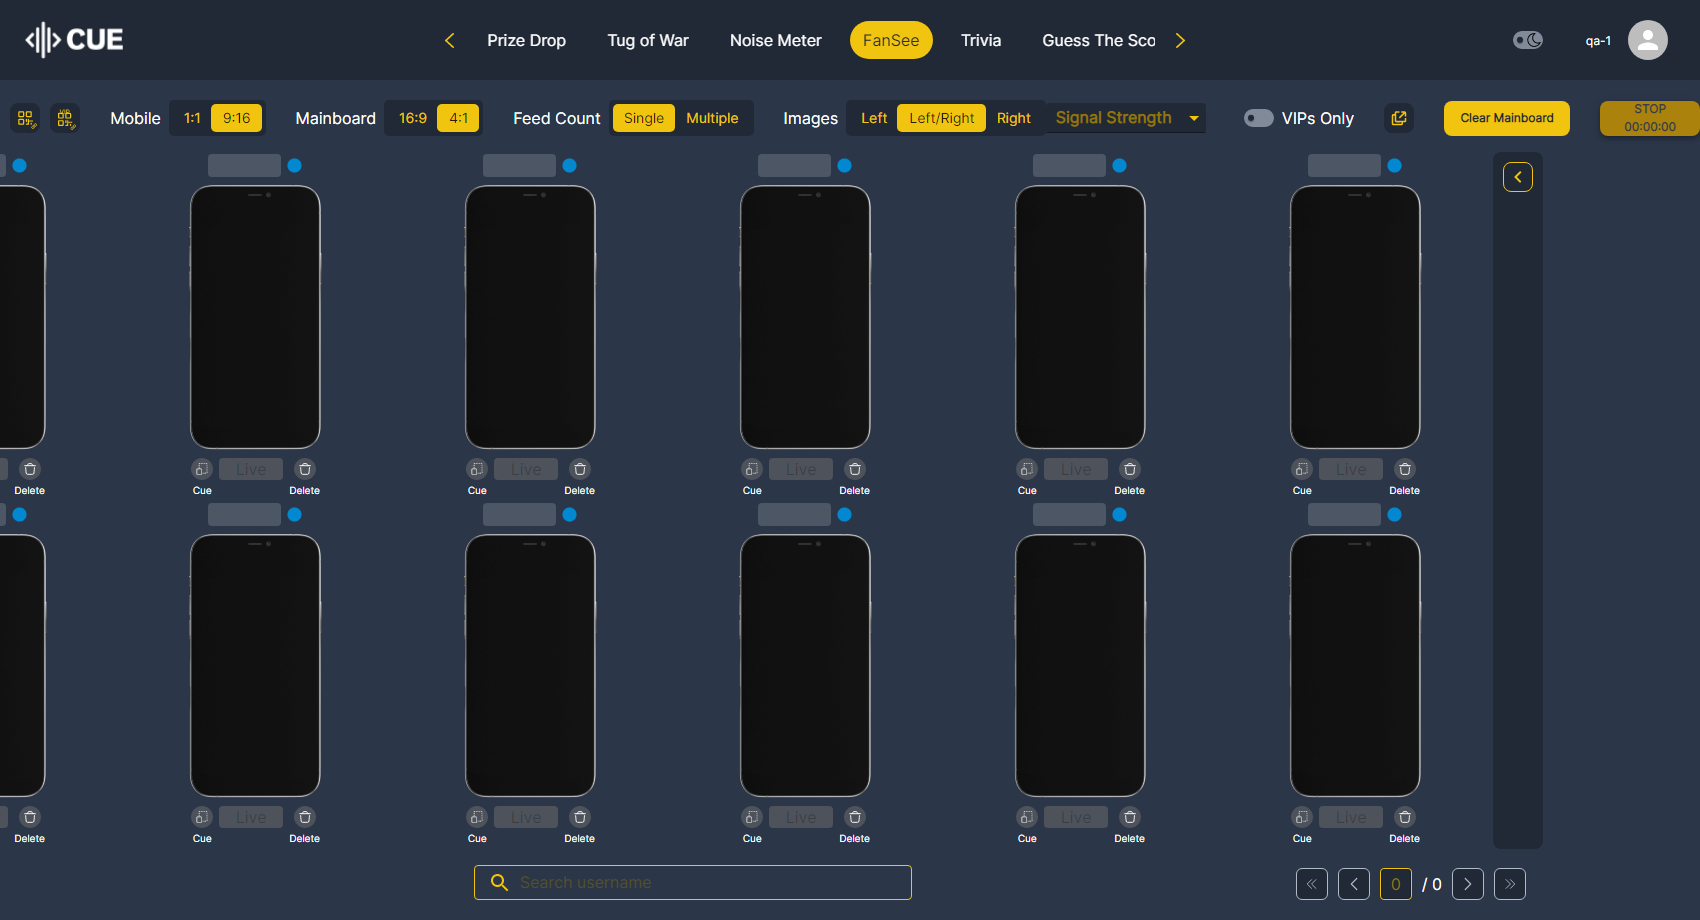 CUE
Prize Drop
Tug of War
Noise Meter
FanSee
Trivia
Guess The Sco
qa-1
Mobile
1:1
9:16
Mainboard
16:9
4:1
Feed Count
Single
Multiple
Images
Left
Left/Right
Right
Signal Strength
VIPs Only
Clear Mainboard
STOP
00:00:00
Live
Live
Live
Live
Live
Delete
Cue
Delete
Cue
Delete
Cue
Delete
Cue
Delete
Cue
Delete
Live
Live
Live
Live
Live
Delete
Cue
Delete
Cue
Delete
Cue
Delete
Cue
Delete
Cue
Delete
Search username
0
/ 0